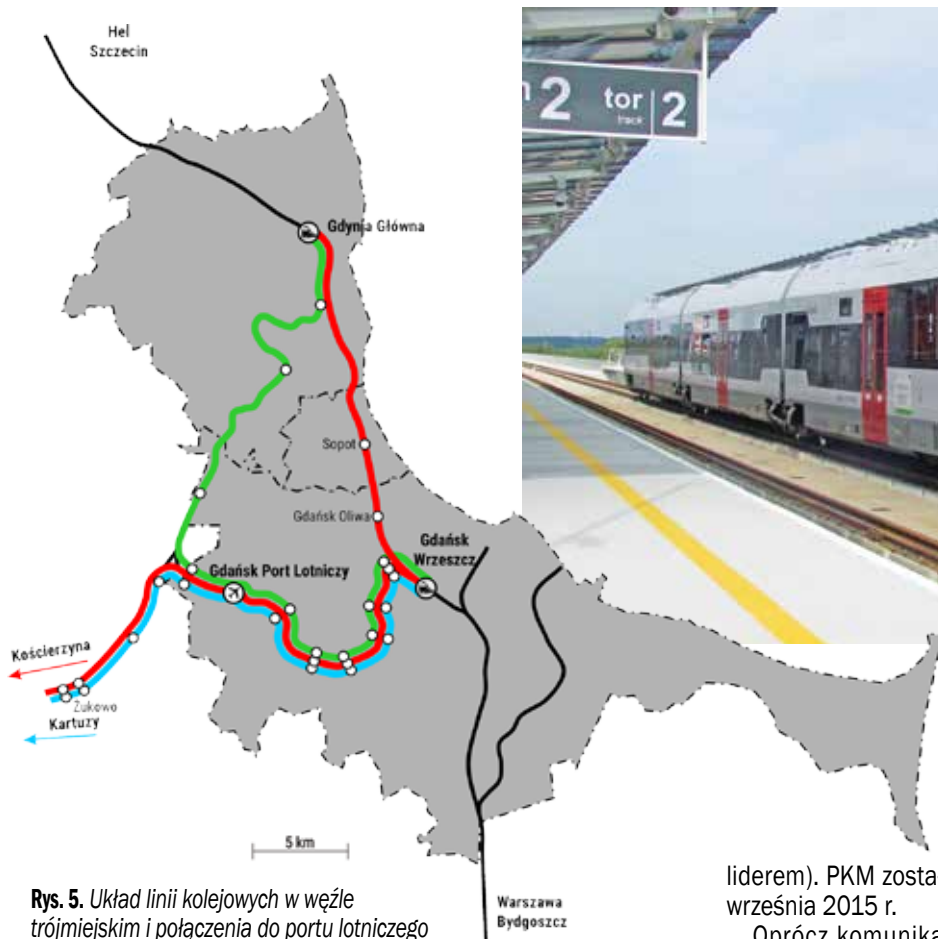 Hel
Szczecin
Gdynia Główna
Sopot
Gdańsk Oliwa
Gdańsk
Wrzeszcz
Gdańsk Port Lotniczy
Kościerzyna
Żukowo
Kartuzy
5 km
Warszawa
Bydgoszcz
Rys. 5. Układ linii kolejowych w węźle
trójmiejskim i połączenia do portu lotniczego
2 tor 2
track
liderem). PKM zosta
września 2015 r.
Oprócz komunika